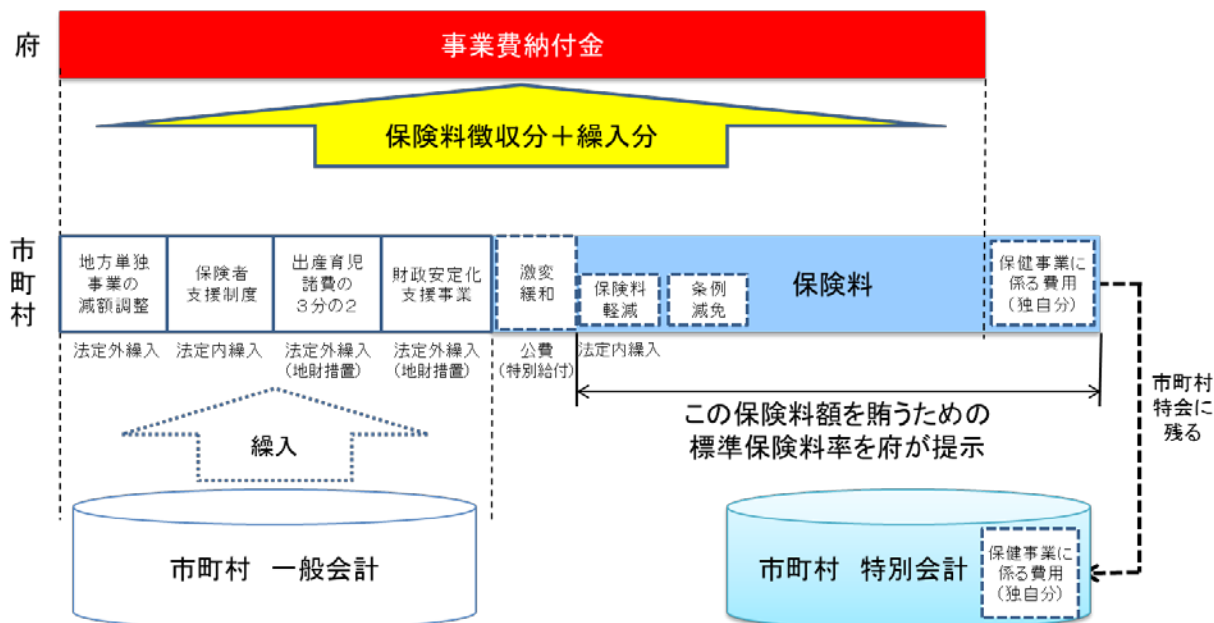 府
事業費納付金
保険料徴収分＋繰入分
市
町
村
地方単独
事業の
減額調整
保険者
支援制度
出産育児
諸費の
３分の２
財政安定化
支援事業
激変
緩和
保険料
軽減
条例
減免
保険料
保健事業に
係る費用
(独自分)
法定外繰入
法定内繰入
法定外繰入
(地財措置)
法定外繰入
(地財措置)
公費
(特別給付)
法定内繰入
この保険料額を賄うための
標準保険料率を府が提示
市町村
特会に
残る
繰入
市町村　一般会計
市町村　特別会計
保健事業に
係る費用
(独自分)